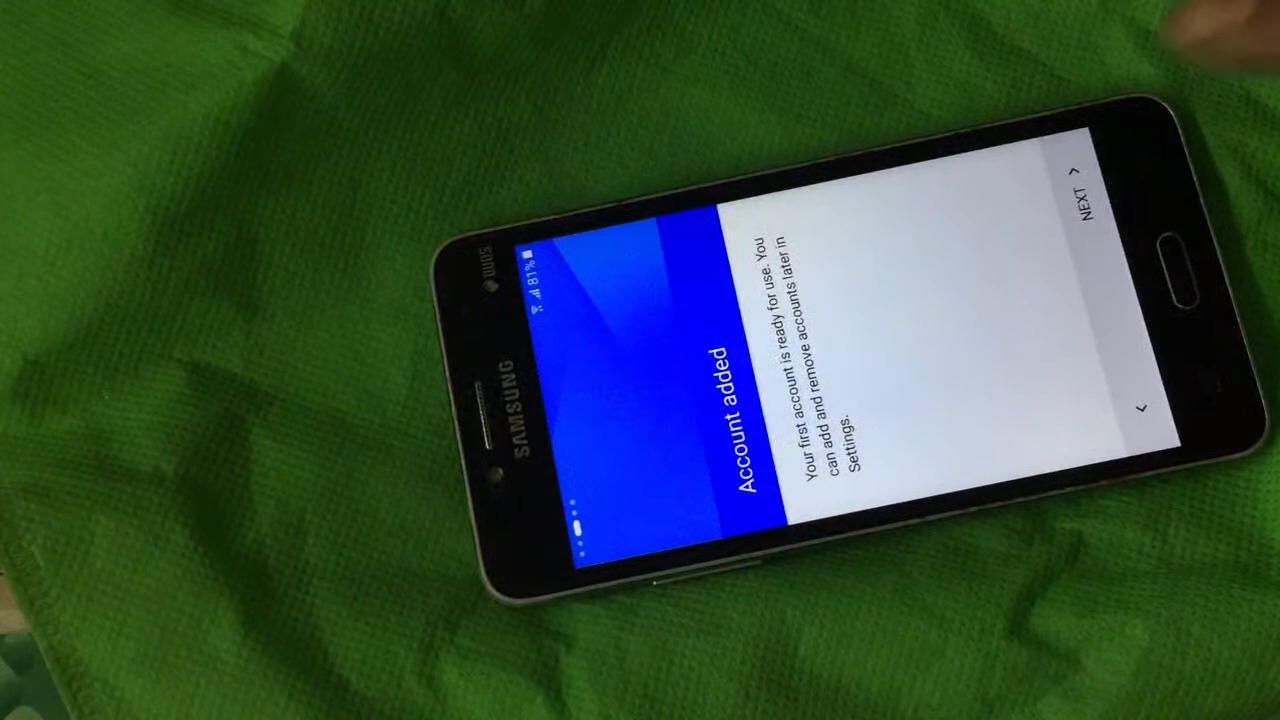 DUOS
SAMSUNG
81%
Account added
Your first account is ready for use. You
can add and remove accounts later in
Settings.
NEXT